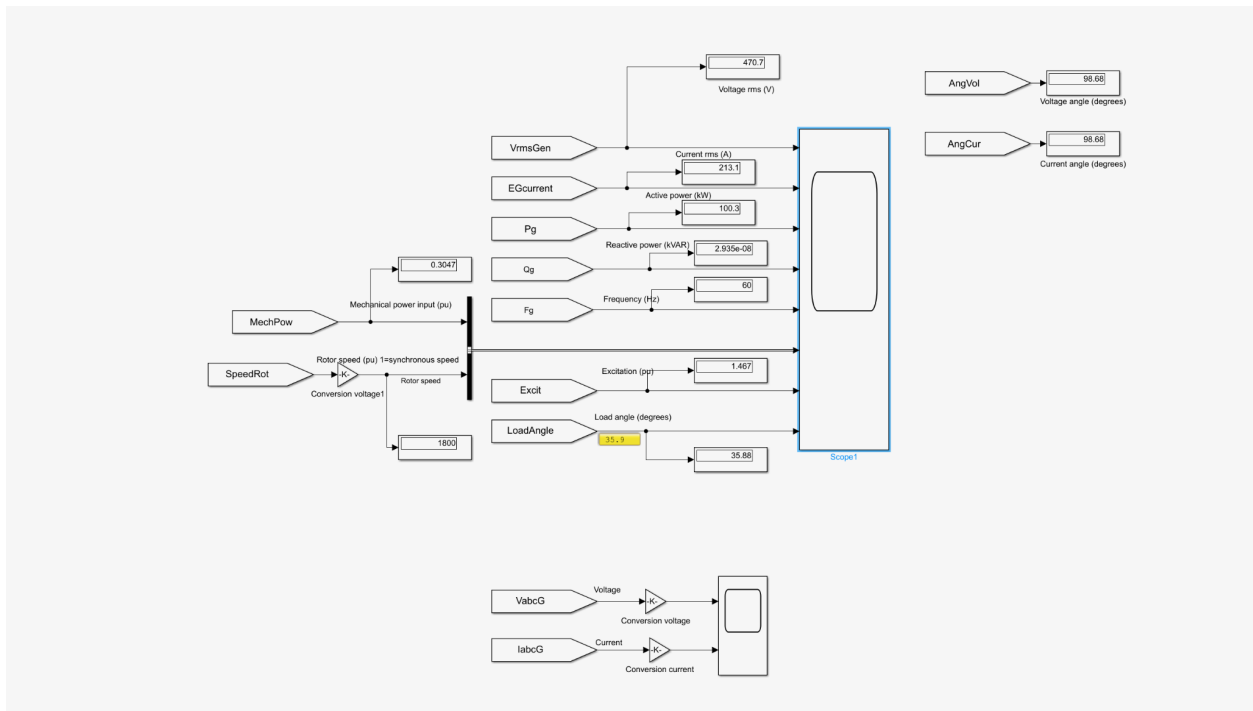 470.7
Voltage rms (V)
AngVol
98.68
Voltage angle (degrees)
AngCur
98.68
Current angle (degrees)
VrmsGen
Current rms (A)
213.1
EGcurrent
Active power (kW)
100.3
Pg
Reactive power (kVAR)
2.935e-08
Qg
0.3047
Mechanical power input (pu)
MechPow
Frequency (Hz)
60
Fg
Rotor speed (pu) 1=synchronous speed
SpeedRot
-K-
Rotor speed
Conversion voltage1
1800
Excitation (pu)
1.467
Excit
Load angle (degrees)
LoadAngle
35.9
35.88
Scope1
Voltage
VabcG
-K-
Conversion voltage
Current
IabcG
-K-
Conversion current